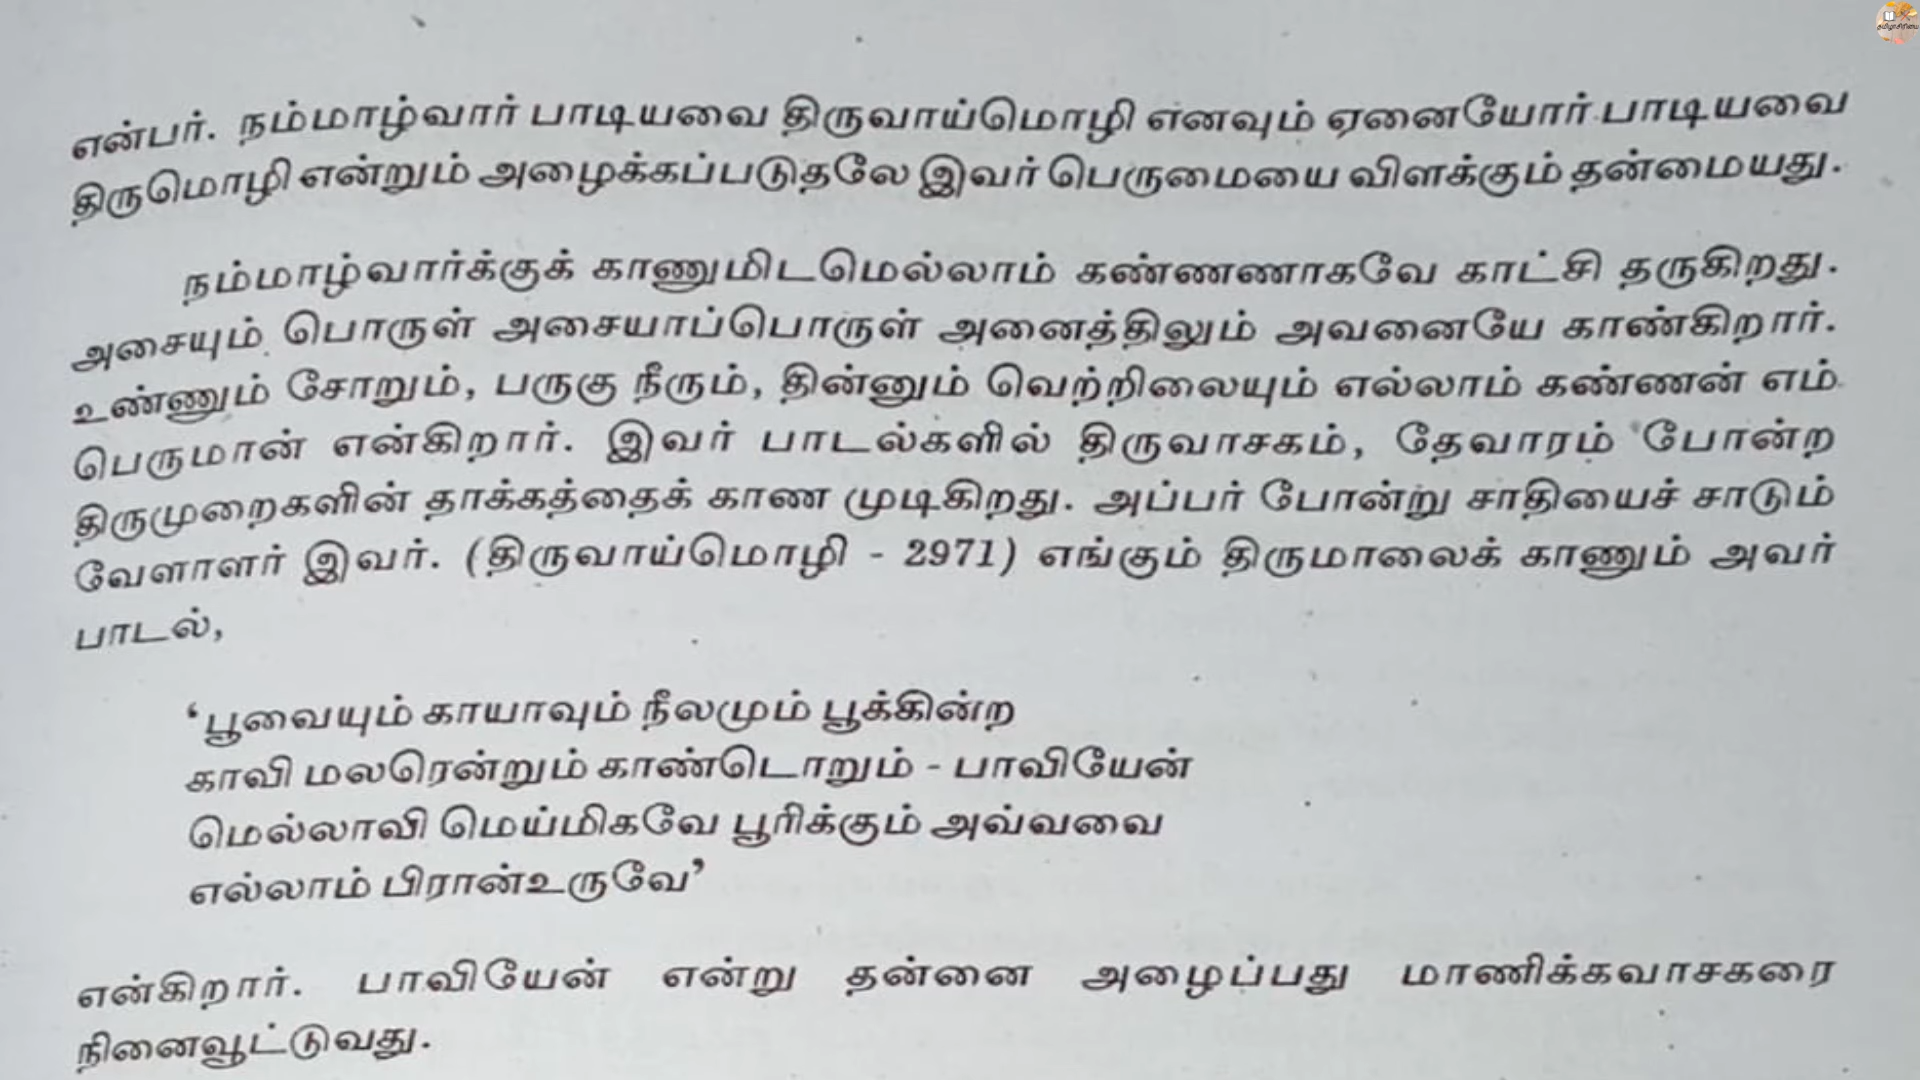 தமிழாசிரியை
என்பர். நம்மாழ்வார் பாடியவை திருவாய்மொழி எனவும் ஏனையோர் பாடியவை
திருமொழி என்றும் அழைக்கப்படுதலே இவர் பெருமையை விளக்கும் தன்மையது.
நம்மாழ்வார்க்குக் காணுமிடமெல்லாம் கண்ணணாகவே காட்சி தருகிறது.
அசையும் பொருள் அசையாப்பொருள் அனைத்திலும் அவனையே காண்கிறார்.
உண்ணும் சோறும், பருகு நீரும், தின்னும் வெற்றிலையும் எல்லாம் கண்ணன் எம்
பெருமான் என்கிறார். இவர் பாடல்களில் திருவாசகம், தேவாரம் போன்ற
திருமுறைகளின் தாக்கத்தைக் காண முடிகிறது. அப்பர் போன்று சாதியைச் சாடும்
வேளாளர் இவர். (திருவாய்மொழி - 2971) எங்கும் திருமாலைக் காணும் அவர்
பாடல்,
‘பூவையும் காயாவும் நீலமும் பூக்கின்ற
காவி மலரென்றும் காண்டொறும் - பாவியேன்
மெல்லாவி மெய்மிகவே பூரிக்கும் அவ்வவை
எல்லாம் பிரான்உருவே’
என்கிறார். பாவியேன் என்று தன்னை அழைப்பது மாணிக்கவாசகரை
நினைவூட்டுவது.